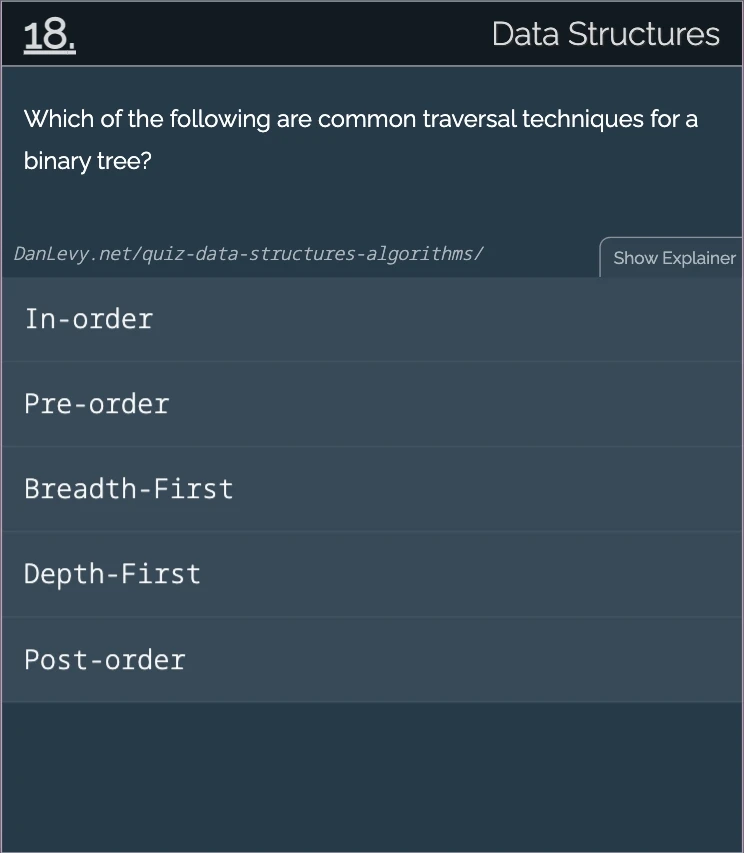 18.
Data Structures
Which of the following are common traversal techniques for a
binary tree?
DanLevy.net/quiz-data-structures-algorithms/
Show Explainer
In-order
Pre-order
Breadth-First
Depth-First
Post-order